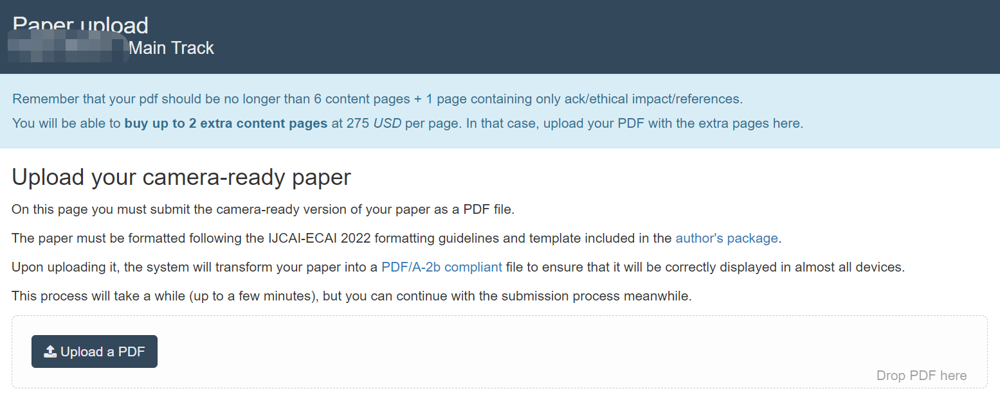 Paper upload
Main Track
Remember that your pdf should be no longer than 6 content pages + 1 page containing only ack/ethical impact/references.
You will be able to buy up to 2 extra content pages at 275 USD per page. In that case, upload your PDF with the extra pages here.
Upload your camera-ready paper
On this page you must submit the camera-ready version of your paper as a PDF file.
The paper must be formatted following the IJCAI-ECAI 2022 formatting guidelines and template included in the author's package.
Upon uploading it, the system will transform your paper into a PDF/A-2b compliant file to ensure that it will be correctly displayed in almost all devices.
This process will take a while (up to a few minutes), but you can continue with the submission process meanwhile.
Upload a PDF
Drop PDF here